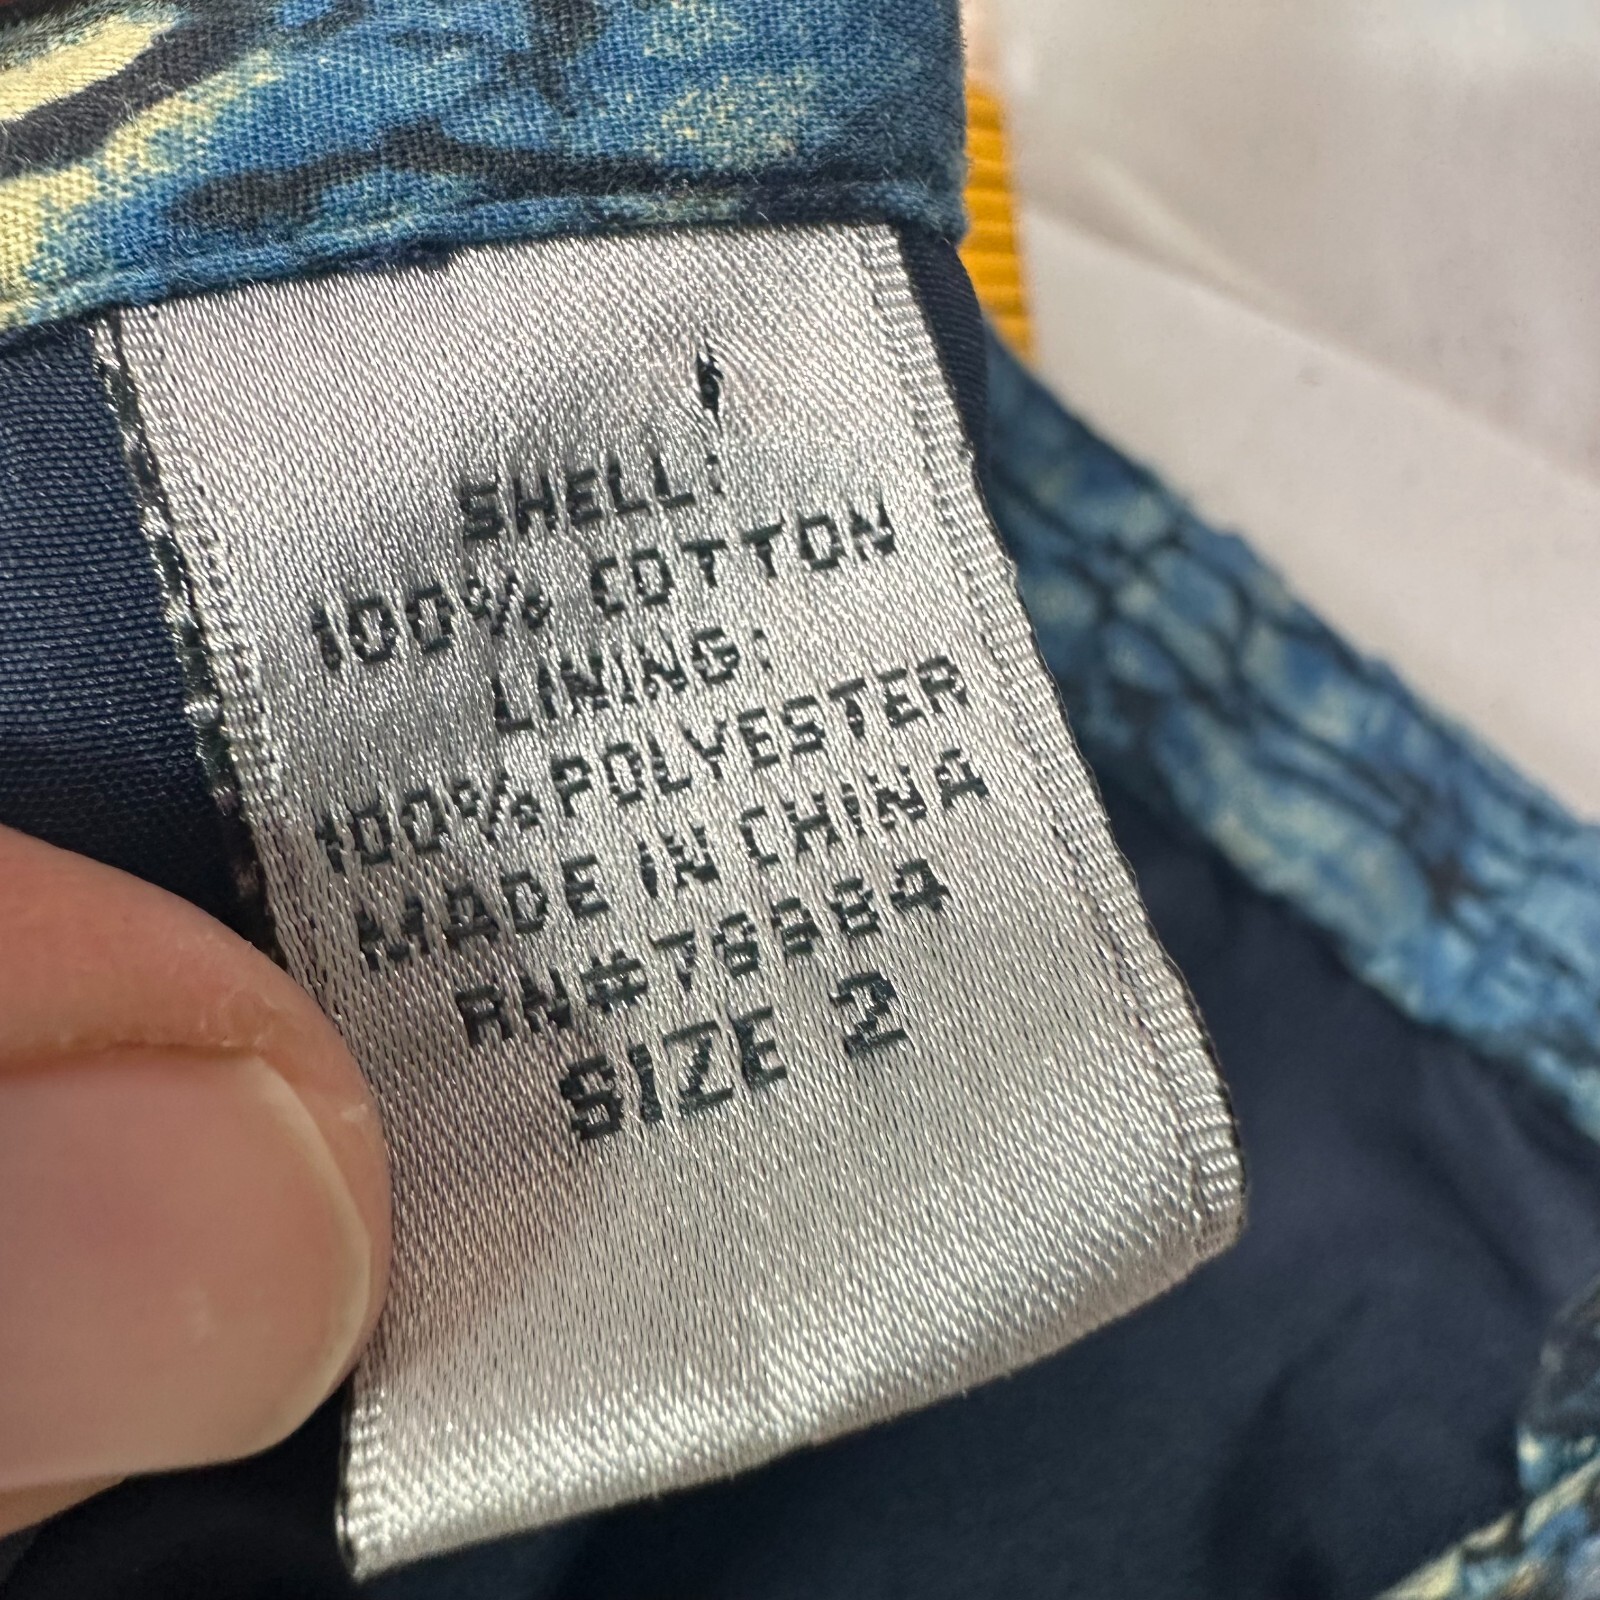 SHELL:
100% COTTON
LINING:
100% POLYESTER
MADE IN CHINA
SIZE 2